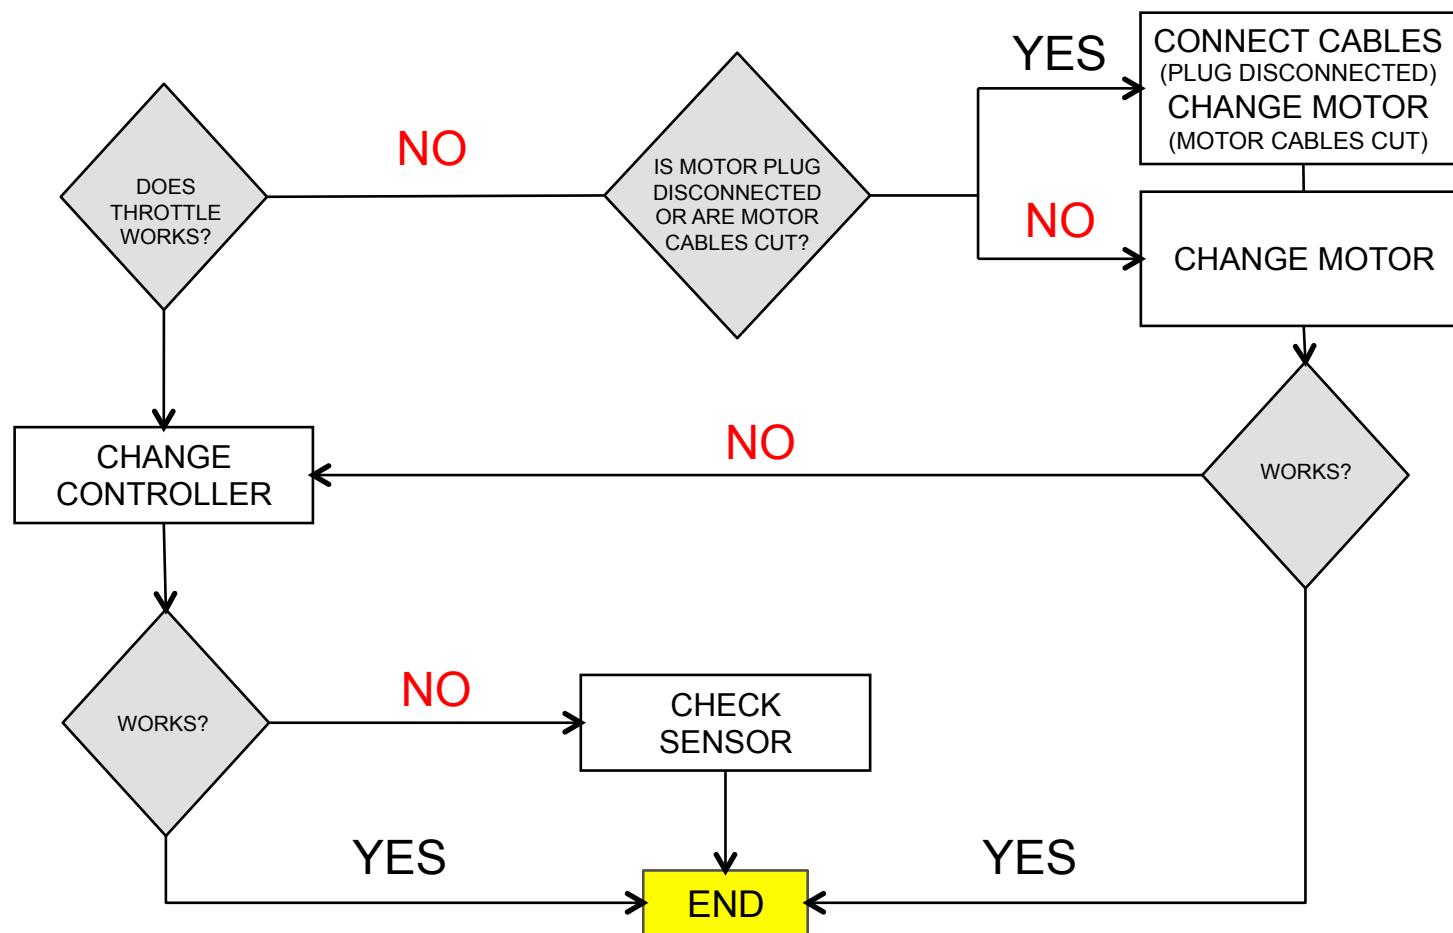 YES
CONNECT CABLES
(PLUG DISCONNECTED)
CHANGE MOTOR
(MOTOR CABLES CUT)
NO
DOES
THROTTLE
WORKS?
IS MOTOR PLUG
DISCONNECTED
OR ARE MOTOR
CABLES CUT?
NO
CHANGE MOTOR
CHANGE
CONTROLLER
NO
WORKS?
WORKS?
NO
CHECK
SENSOR
YES
YES
END